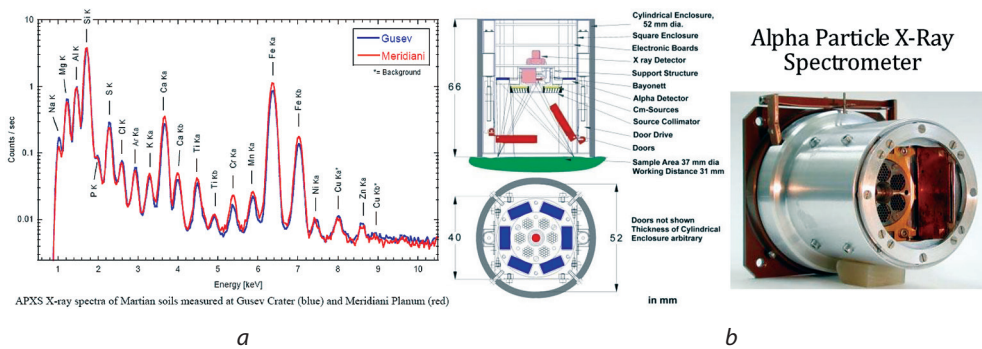 10
1
0.1
0.01
Counts / sec
Na K
Mg K
Al K
Si K
P K
S K
Cl K
Ar Ka
K Ka
Ca Ka
Ca Kb
Ti Ka
Ti Kb
Cr Ka
Mn Ka
Fe Ka
Fe Kb
Ni Ka
Cu Ka*
Zn Ka
Cu Kb*
Gusev
Meridiani
*= Background
1 2 3 4 5 6 7 8 9 10
Energy [keV]
APXS X-ray spectra of Martian soils measured at Gusev Crater (blue) and Meridiani Planum (red)
a
66
Cylindrical Enclosure,
52 mm dia.
Square Enclosure
Electronic Boards
X ray Detector
Support Structure
Bayonett
Alpha Detector
Cm-Sources
Source Collimator
Door Drive
Doors
Sample Area 37 mm dia
Working Distance 31 mm
40
52
Doors not shown
Thickness of Cylindrical
Enclosure arbitrary
in mm
Alpha Particle X-Ray
Spectrometer
b